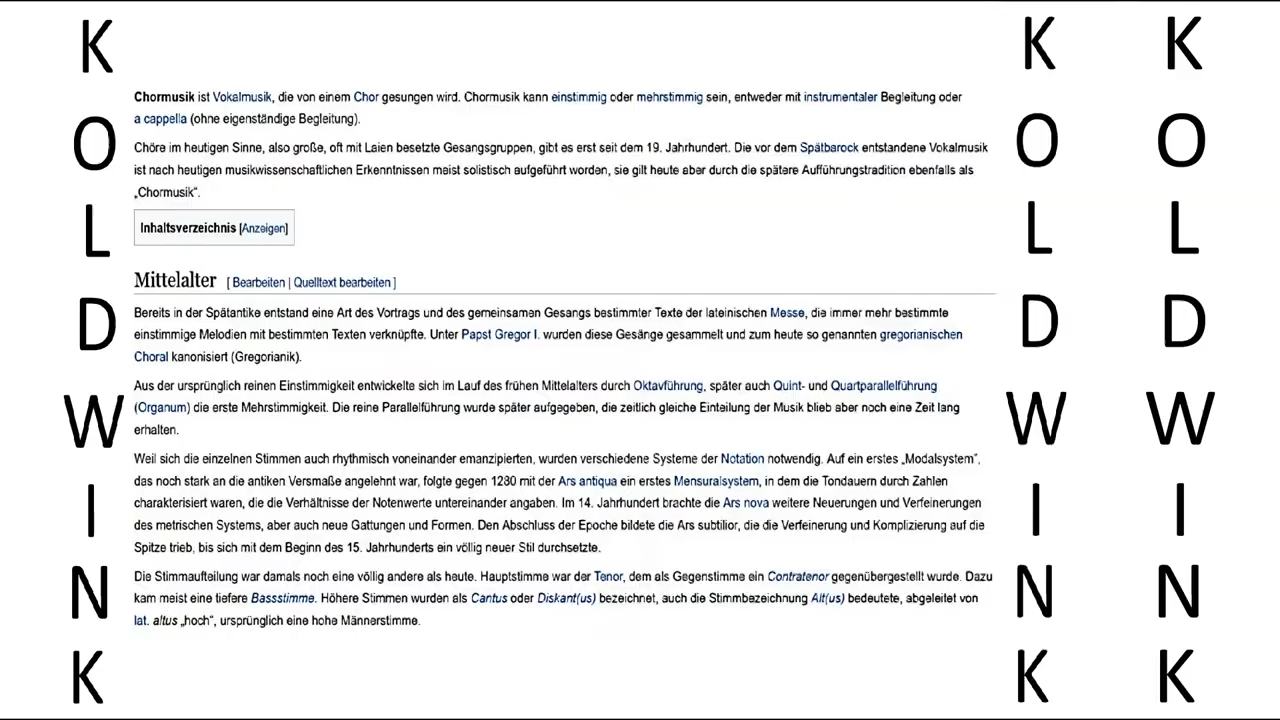 K
O
L
D
W
I
N
K
Chormusik ist Vokalmusik, die von einem Chor gesungen wird. Chormusik kann einstimmig oder mehrstimmig sein, entweder mit instrumentaler Begleitung oder
a cappella (ohne eigenständige Begleitung).
Chöre im heutigen Sinne, also große, oft mit Laien besetzte Gesangsgruppen, gibt es erst seit dem 19. Jahrhundert. Die vor dem Spätbarock entstandene Vokalmusik
ist nach heutigen musikwissenschaftlichen Erkenntnissen meist solistisch aufgeführt worden, sie gilt heute aber durch die spätere Aufführungstradition ebenfalls als
„Chormusik“.
Inhaltsverzeichnis [Anzeigen]
Mittelalter [ Bearbeiten | Quelltext bearbeiten ]
Bereits in der Spätantike entstand eine Art des Vortrags und des gemeinsamen Gesangs bestimmter Texte der lateinischen Messe, die immer mehr bestimmte
einstimmige Melodien mit bestimmten Texten verknüpfte. Unter Papst Gregor I. wurden diese Gesänge gesammelt und zum heute so genannten gregorianischen
Choral kanonisiert (Gregorianik).
Aus der ursprünglich reinen Einstimmigkeit entwickelte sich im Lauf des frühen Mittelalters durch Oktavführung, später auch Quint- und Quartparallelführung
(Organum) die erste Mehrstimmigkeit. Die reine Parallelführung wurde später aufgegeben, die zeitlich gleiche Einteilung der Musik blieb aber noch eine Zeit lang
erhalten.
Weil sich die einzelnen Stimmen auch rhythmisch voneinander emanzipierten, wurden verschiedene Systeme der Notation notwendig. Auf ein erstes „Modalsystem“,
das noch stark an die antiken Versmaße angelehnt war, folgte gegen 1280 mit der Ars antiqua ein erstes Mensuralsystem, in dem die Tondauern durch Zahlen
charakterisiert waren, die die Verhältnisse der Notenwerte untereinander angaben. Im 14. Jahrhundert brachte die Ars nova weitere Neuerungen und Verfeinerungen
des metrischen Systems, aber auch neue Gattungen und Formen. Den Abschluss der Epoche bildete die Ars subtilior, die die Verfeinerung und Komplizierung auf die
Spitze trieb, bis sich mit dem Beginn des 15. Jahrhunderts ein völlig neuer Stil durchsetzte.
Die Stimmaufteilung war damals noch eine völlig andere als heute. Hauptstimme war der Tenor, dem als Gegenstimme ein Contratenor gegenübergestellt wurde. Dazu
kam meist eine tiefere Bassstimme. Höhere Stimmen wurden als Cantus oder Diskant(us) bezeichnet, auch die Stimmbezeichnung Alt(us) bedeutete, abgeleitet von
lat. altus „hoch“, ursprünglich eine hohe Männerstimme.
K
O
L
D
W
I
N
K
K
O
L
D
W
I
N
K